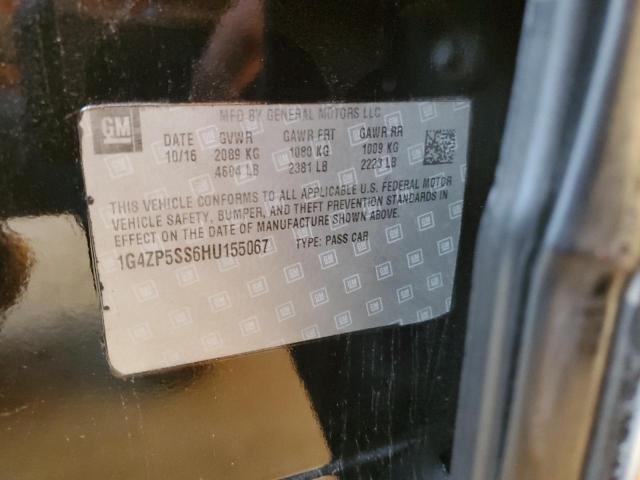 GM
MFD BY GENERAL MOTORS LLC
DATE GVWR GAWR FRT GAWR RR
10/16 2089 KG 1080 KG 1009 KG
4604 LB 2381 LB 2223 LB
THIS VEHICLE CONFORMS TO ALL APPLICABLE U.S. FEDERAL MOTOR
VEHICLE SAFETY, BUMPER, AND THEFT PREVENTION STANDARDS IN
EFFECT ON THE DATE OF MANUFACTURE SHOWN ABOVE.
1G4ZP5SS6HU155067 TYPE: PASS CAR